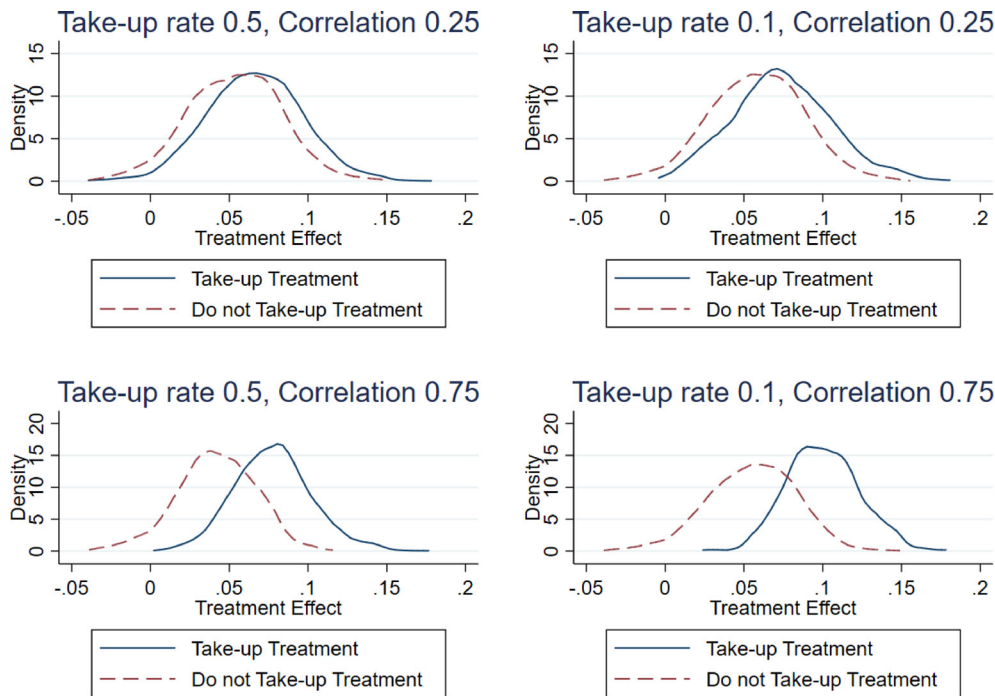 Take-up rate 0.5, Correlation 0.25
15
10
5
0
Density
-.05 0 .05 .1 .15 .2
Treatment Effect
Take-up Treatment
Do not Take-up Treatment
Take-up rate 0.1, Correlation 0.25
15
10
5
0
Density
-.05 0 .05 .1 .15 .2
Treatment Effect
Take-up Treatment
Do not Take-up Treatment
Take-up rate 0.5, Correlation 0.75
20
15
10
5
0
Density
-.05 0 .05 .1 .15 .2
Treatment Effect
Take-up Treatment
Do not Take-up Treatment
Take-up rate 0.1, Correlation 0.75
20
15
10
5
0
Density
-.05 0 .05 .1 .15 .2
Treatment Effect
Take-up Treatment
Do not Take-up Treatment